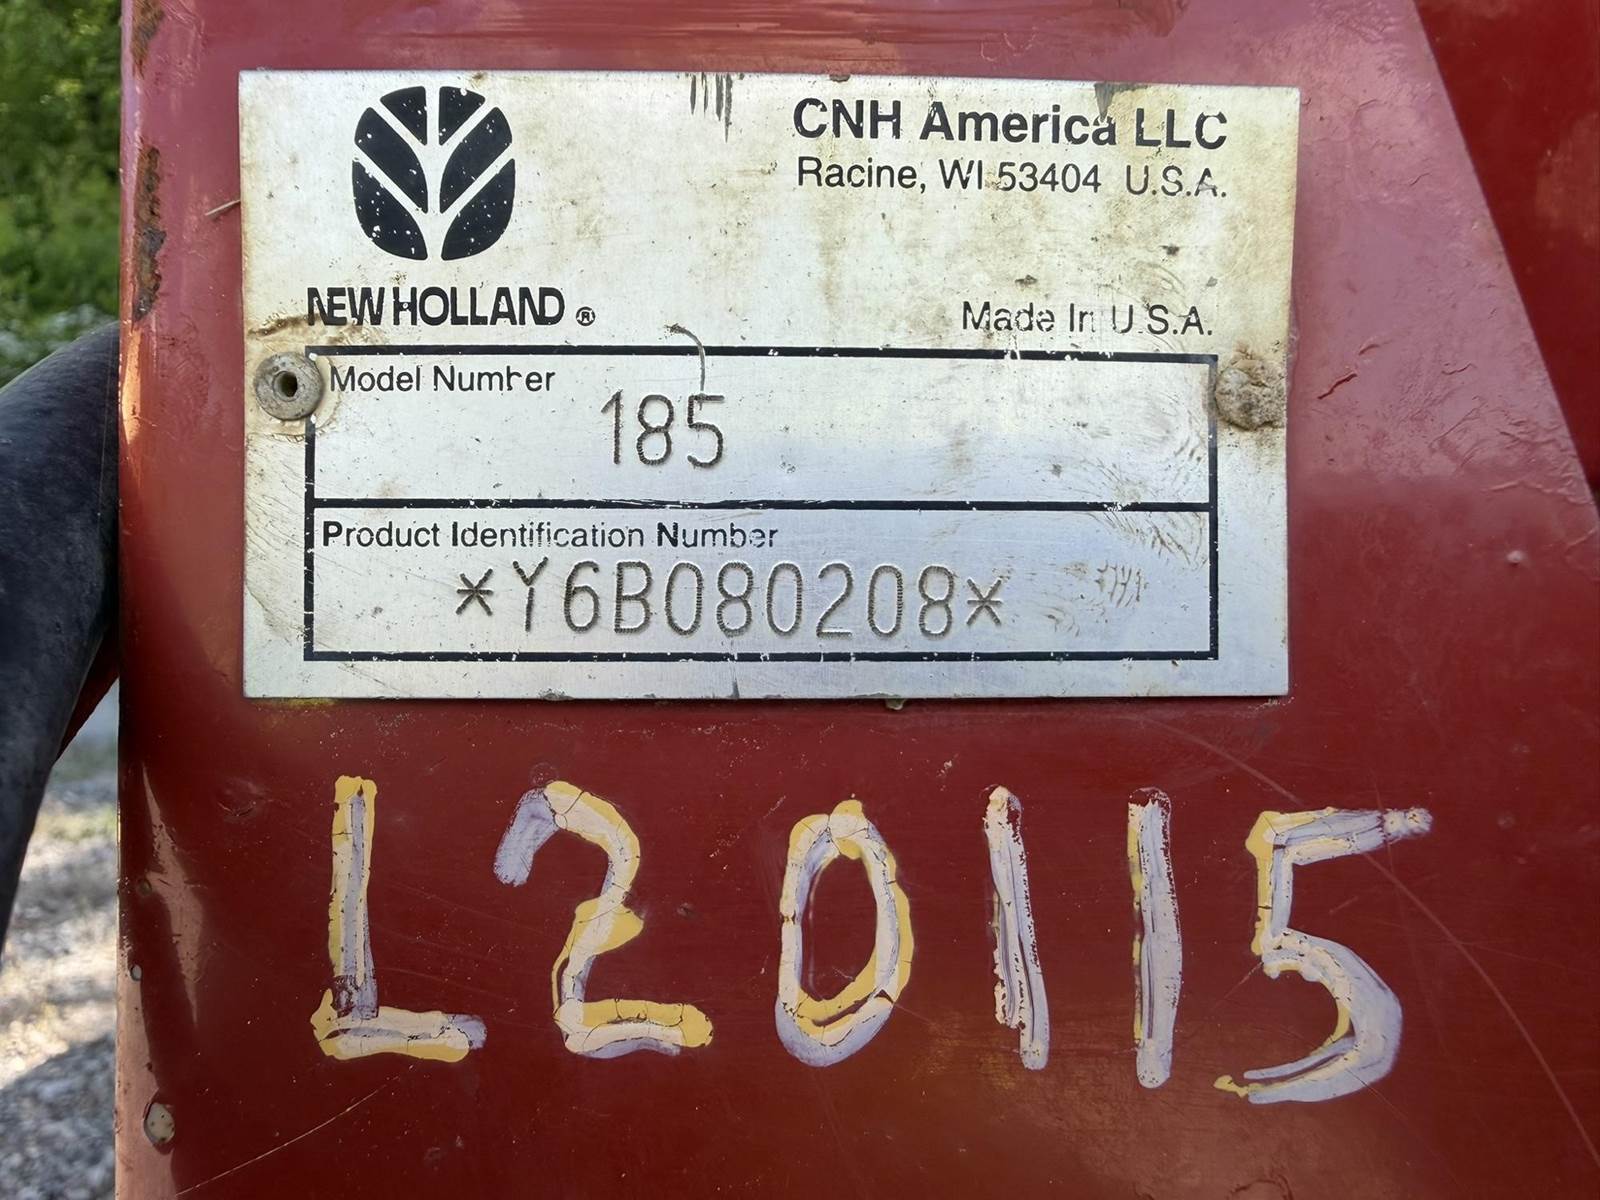 CNH America LLC
Racine, WI 53404 U.S.A.
NEW HOLLAND ®
Made In U.S.A.
Model Number
185
Product Identification Number
*Y6B080208*
L20115